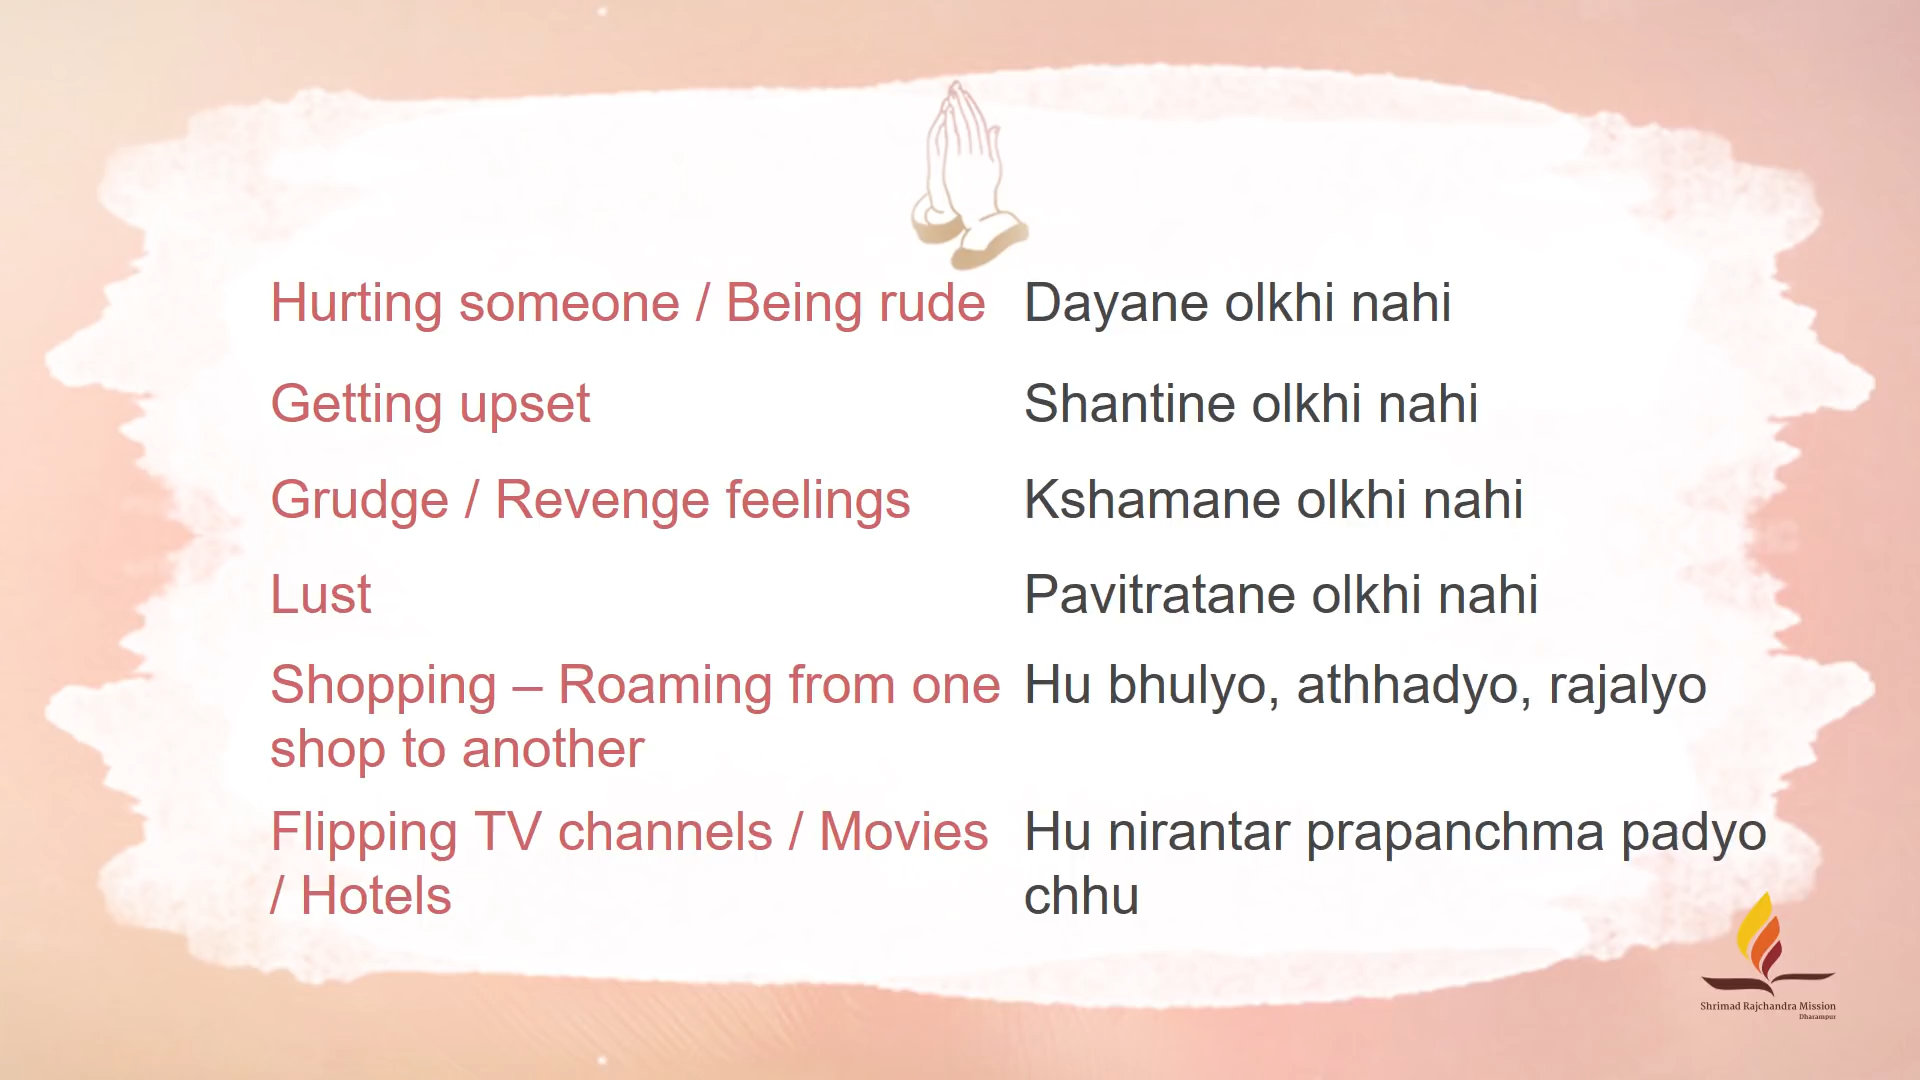 Hurting someone / Being rude Dayane olkhi nahi
Getting upset Shantine olkhi nahi
Grudge / Revenge feelings Kshamane olkhi nahi
Lust Pavitratane olkhi nahi
Shopping – Roaming from one Hu bhulyo, athhadyo, rajalyo
shop to another
Flipping TV channels / Movies Hu nirantar prapanchma padyo
/ Hotels chhu
Shrimad Rajchandra Mission
Dharampur